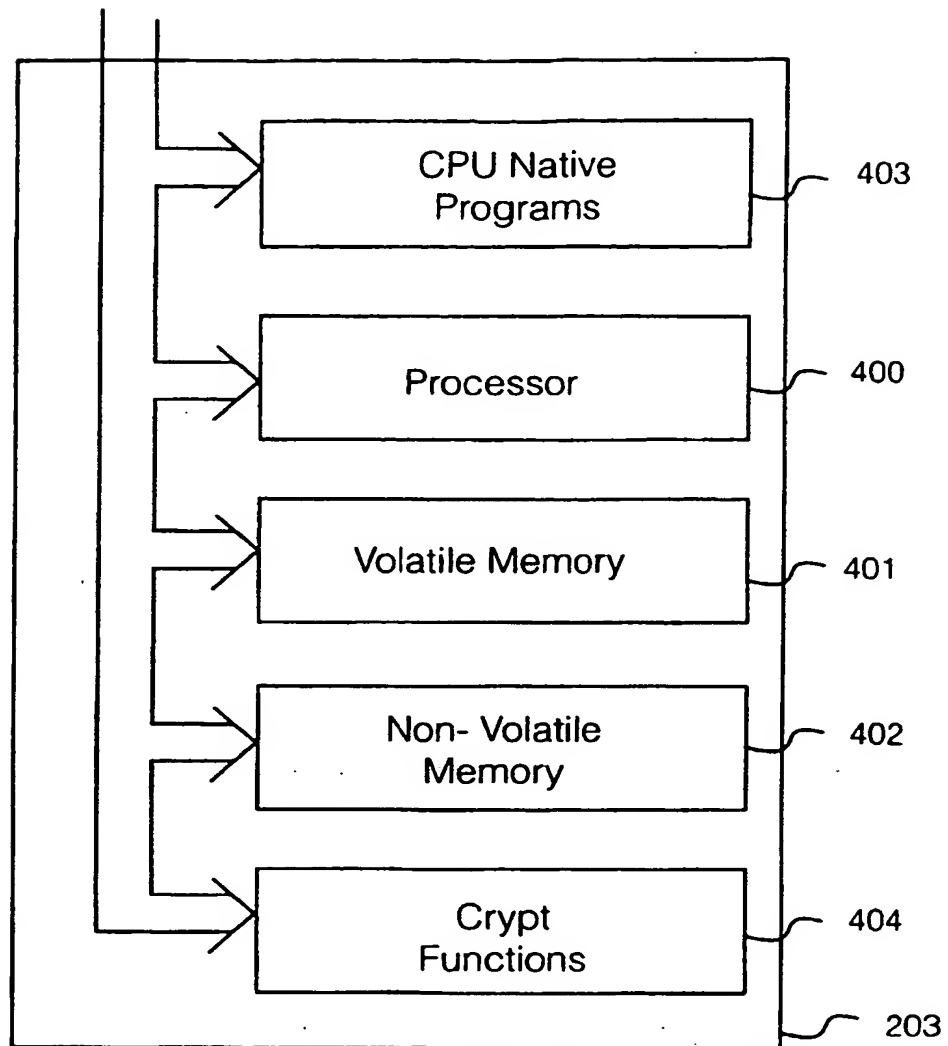 CPU Native
Programs
403
Processor
400
Volatile Memory
401
Non- Volatile
Memory
402
Crypt
Functions
404
203